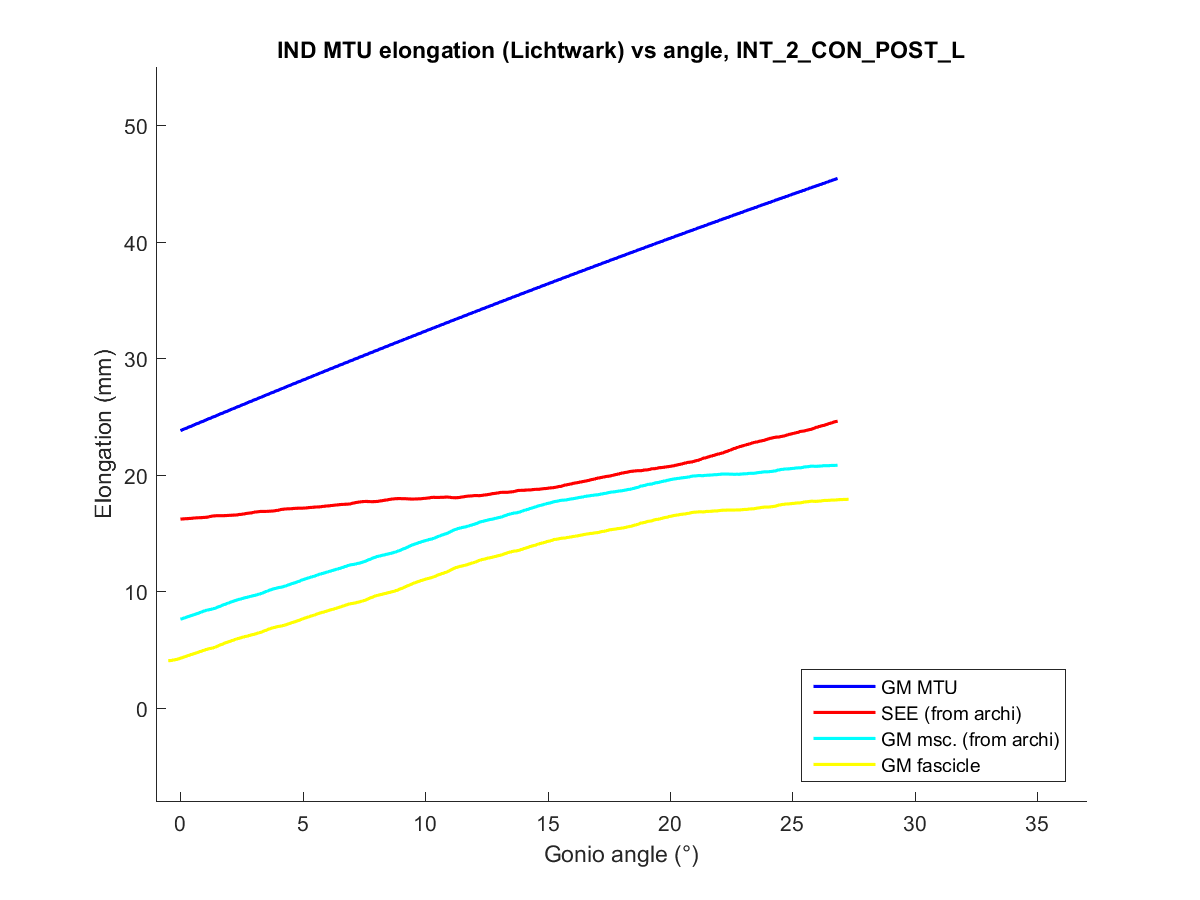 IND MTU elongation (Lichtwark) vs angle, INT_2_CON_POST_L
50
40
30
20
10
0
Elongation (mm)
0 5 10 15 20 25 30 35
Gonio angle (°)
GM MTU
SEE (from archi)
GM msc. (from archi)
GM fascicle